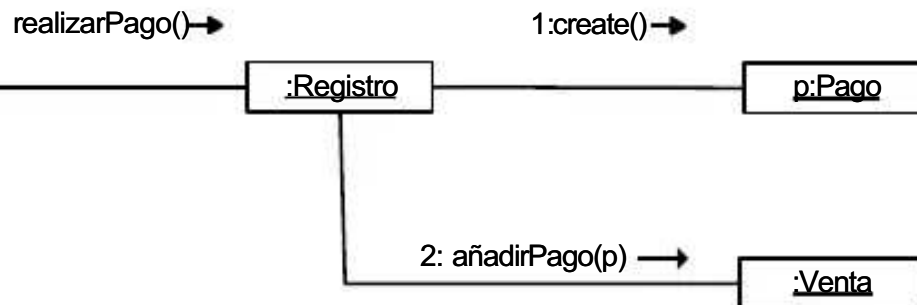 realizarPago()
1:create()
:Registro
p:Pago
2: añadirPago(p)
:Venta